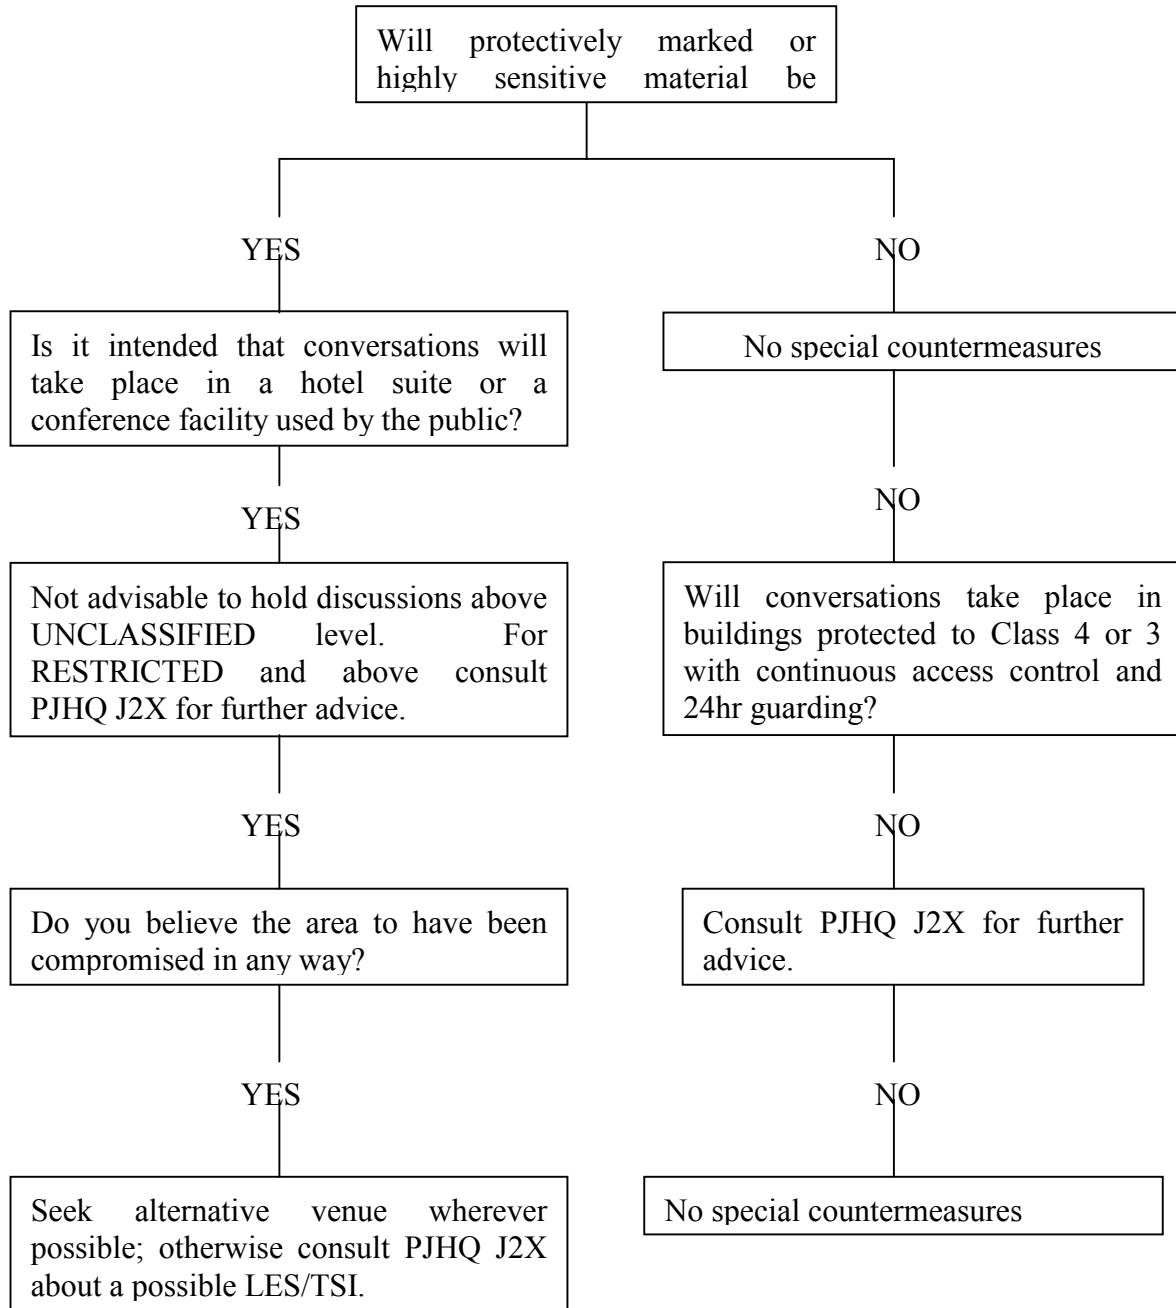 Will protectively marked or
highly sensitive material be
YES
NO
Is it intended that conversations will
take place in a hotel suite or a
conference facility used by the public?
No special countermeasures
YES
NO
Not advisable to hold discussions above
UNCLASSIFIED level. For
RESTRICTED and above consult
PJHQ J2X for further advice.
Will conversations take place in
buildings protected to Class 4 or 3
with continuous access control and
24hr guarding?
YES
NO
Do you believe the area to have been
compromised in any way?
Consult PJHQ J2X for further
advice.
YES
NO
Seek alternative venue wherever
possible; otherwise consult PJHQ J2X
about a possible LES/TSI.
No special countermeasures